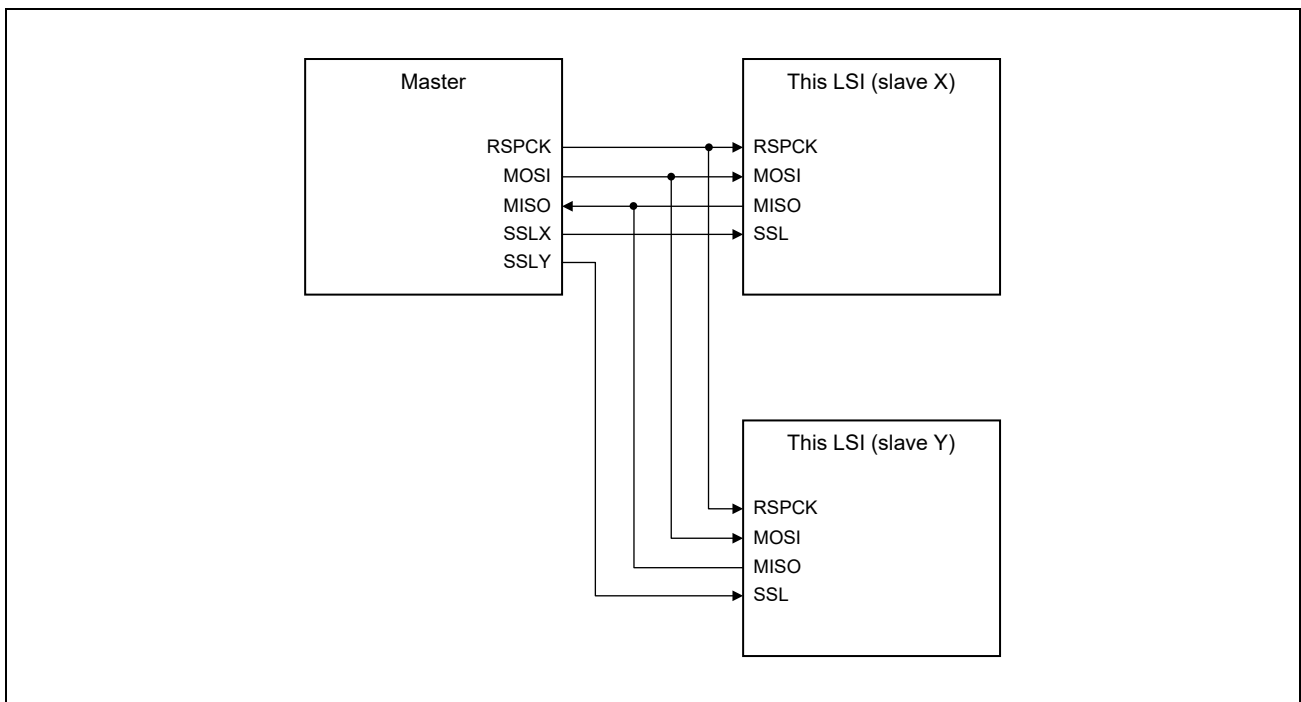 Master
RSPCK
MOSI
MISO
SSLX
SSLY
This LSI (slave X)
RSPCK
MOSI
MISO
SSL
This LSI (slave Y)
RSPCK
MOSI
MISO
SSL